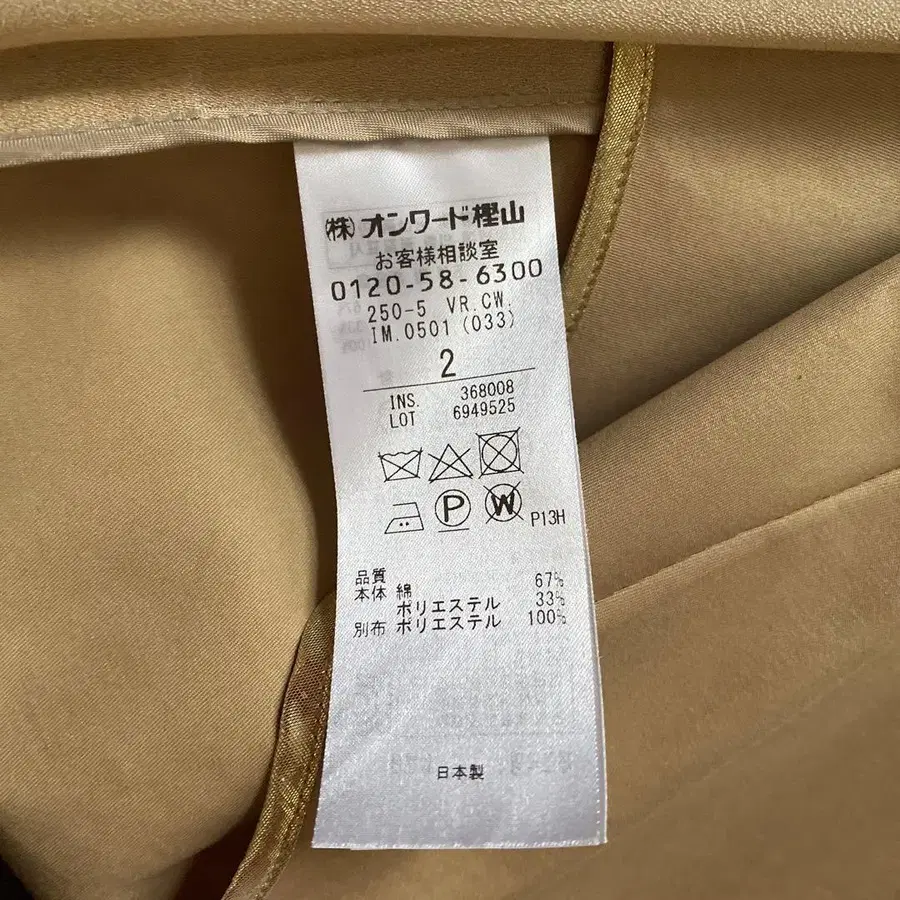 ㈱オンワード樫山
お客様相談室
0120-58-6300
250-5 VR.CW.
IM.0501(033)
2
INS. 368008
LOT 6949525
P W P13H
品質
本体 綿 67%
ポリエステル 33%
別布 ポリエステル 100%
日本製